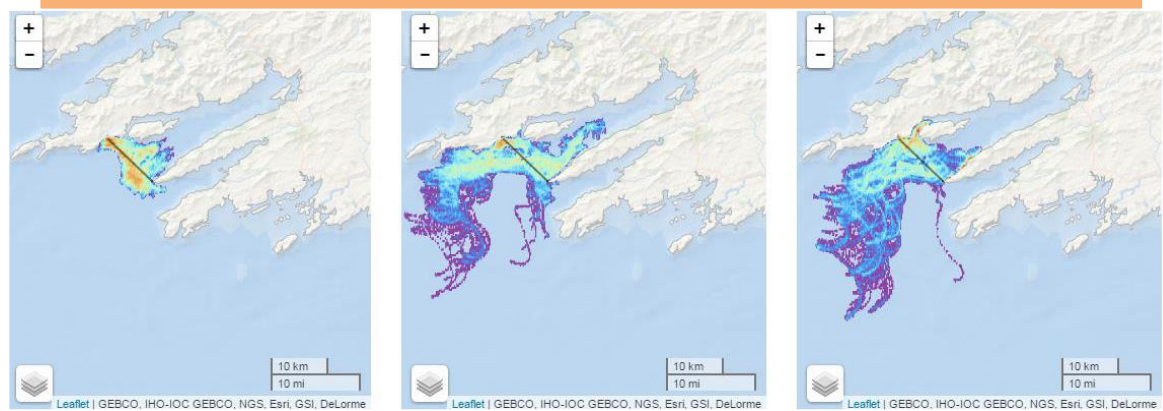 +
−
10 km
10 mi
Leaflet | GEBCO, IHO-IOC GEBCO, NGS, Esri, GSI, DeLorme
+
−
10 km
10 mi
Leaflet | GEBCO, IHO-IOC GEBCO, NGS, Esri, GSI, DeLorme
+
−
10 km
10 mi
Leaflet | GEBCO, IHO-IOC GEBCO, NGS, Esri, GSI, DeLorme